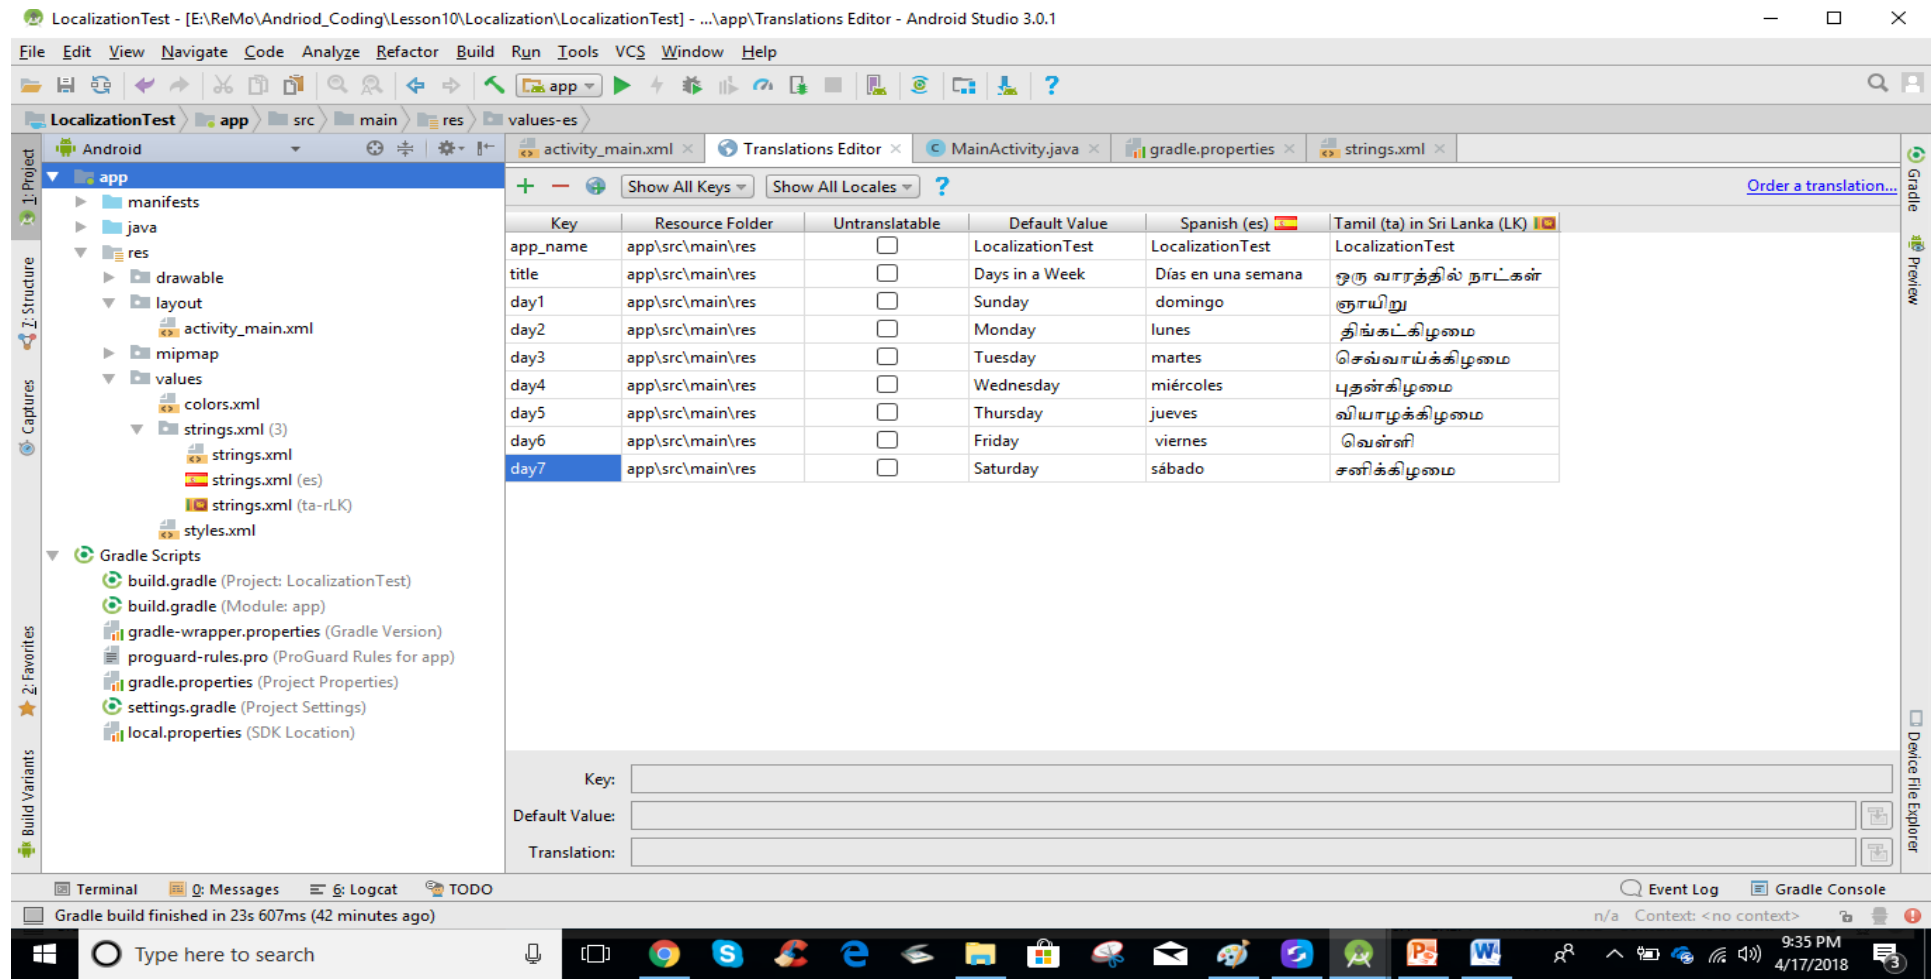 LocalizationTest - [E:\ReMo\Andriod_Coding\Lesson10\Localization\LocalizationTest] - ...\app\Translations Editor - Android Studio 3.0.1
File Edit View Navigate Code Analyze Refactor Build Run Tools VCS Window Help
app
LocalizationTest app src main res values-es
1: Project
7: Structure
Captures
2: Favorites
Build Variants
Android
app
manifests
java
res
drawable
layout
activity_main.xml
mipmap
values
colors.xml
strings.xml (3)
strings.xml
strings.xml (es)
strings.xml (ta-rLK)
styles.xml
Gradle Scripts
build.gradle (Project: LocalizationTest)
build.gradle (Module: app)
gradle-wrapper.properties (Gradle Version)
proguard-rules.pro (ProGuard Rules for app)
gradle.properties (Project Properties)
settings.gradle (Project Settings)
local.properties (SDK Location)
activity_main.xml Translations Editor MainActivity.java gradle.properties strings.xml
Show All Keys Show All Locales ? Order a translation...
Key Resource Folder Untranslatable Default Value Spanish (es) Tamil (ta) in Sri Lanka (LK)
app_name app\src\main\res LocalizationTest LocalizationTest LocalizationTest
title app\src\main\res Days in a Week Días en una semana ஒரு வாரத்தில் நாட்கள்
day1 app\src\main\res Sunday domingo ஞாயிறு
day2 app\src\main\res Monday lunes திங்கட்கிழமை
day3 app\src\main\res Tuesday martes செவ்வாய்க்கிழமை
day4 app\src\main\res Wednesday miércoles புதன்கிழமை
day5 app\src\main\res Thursday jueves வியாழக்கிழமை
day6 app\src\main\res Friday viernes வெள்ளி
day7 app\src\main\res Saturday sábado சனிக்கிழமை
Key:
Default Value:
Translation:
Gradle
Preview
Device File Explorer
Terminal 0: Messages 6: Logcat TODO Event Log Gradle Console
Gradle build finished in 23s 607ms (42 minutes ago) n/a Context: <no context>
Type here to search
9:35 PM
4/17/2018
3